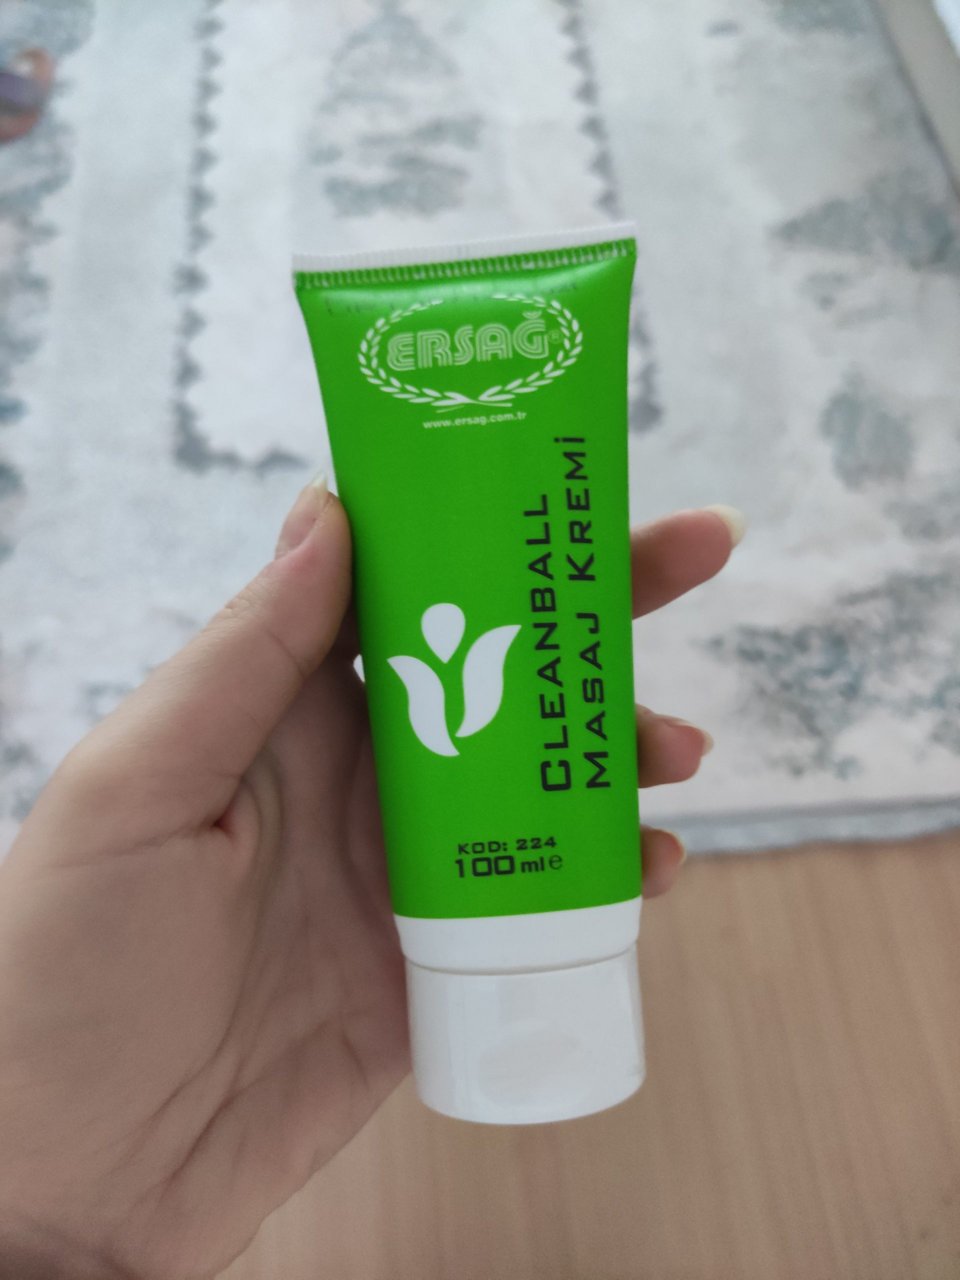 ERSAĞ®
www.ersag.com.tr
CLEANBALL
MASAJ KREMİ
KOD: 224
100 ml e